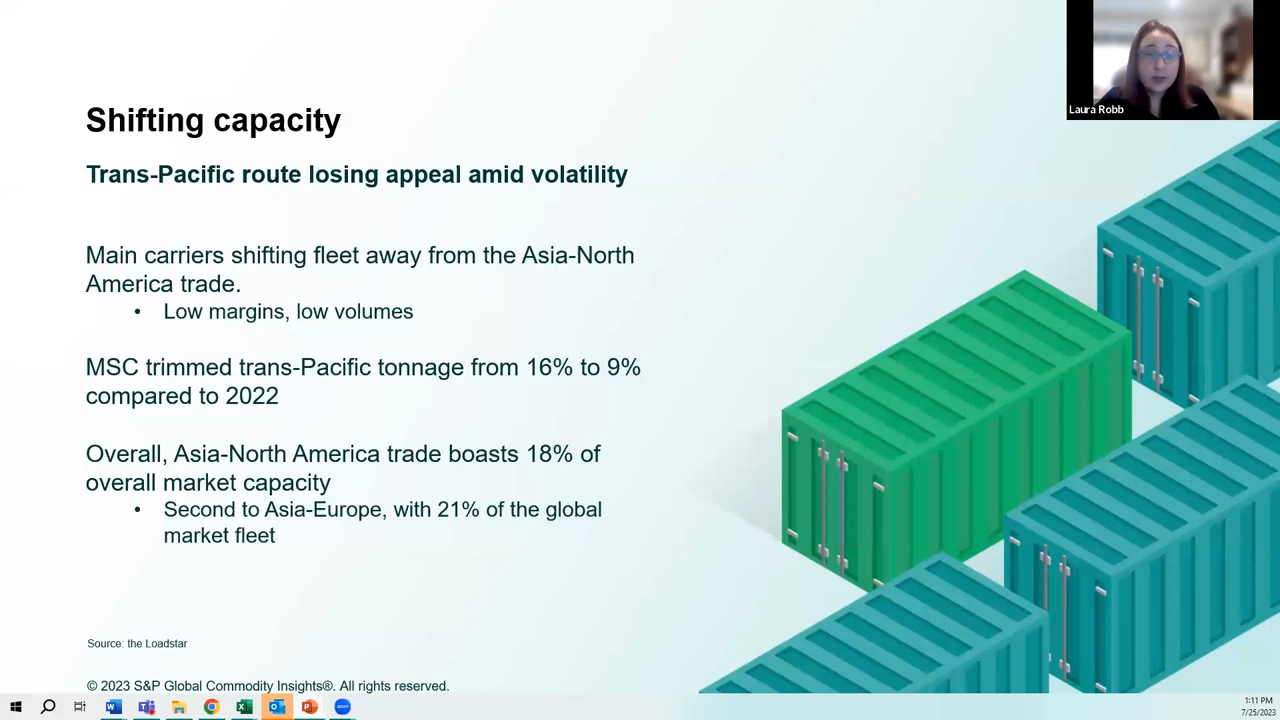 Shifting capacity
Trans-Pacific route losing appeal amid volatility
Main carriers shifting fleet away from the Asia-North
America trade.
• Low margins, low volumes
MSC trimmed trans-Pacific tonnage from 16% to 9%
compared to 2022
Overall, Asia-North America trade boasts 18% of
overall market capacity
• Second to Asia-Europe, with 21% of the global
market fleet
Source: the Loadstar
© 2023 S&P Global Commodity Insights®. All rights reserved.
Laura Robb
zoom
1:11 PM
7/25/2023